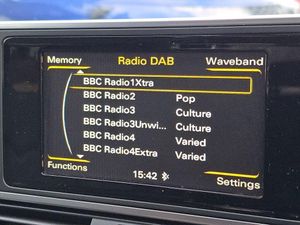 Memory Radio DAB Waveband
BBC Radio1Xtra
BBC Radio2 Pop
BBC Radio3 Culture
BBC Radio3Unwi... Culture
BBC Radio4 Varied
BBC Radio4Extra Varied
Functions 15:42 Settings